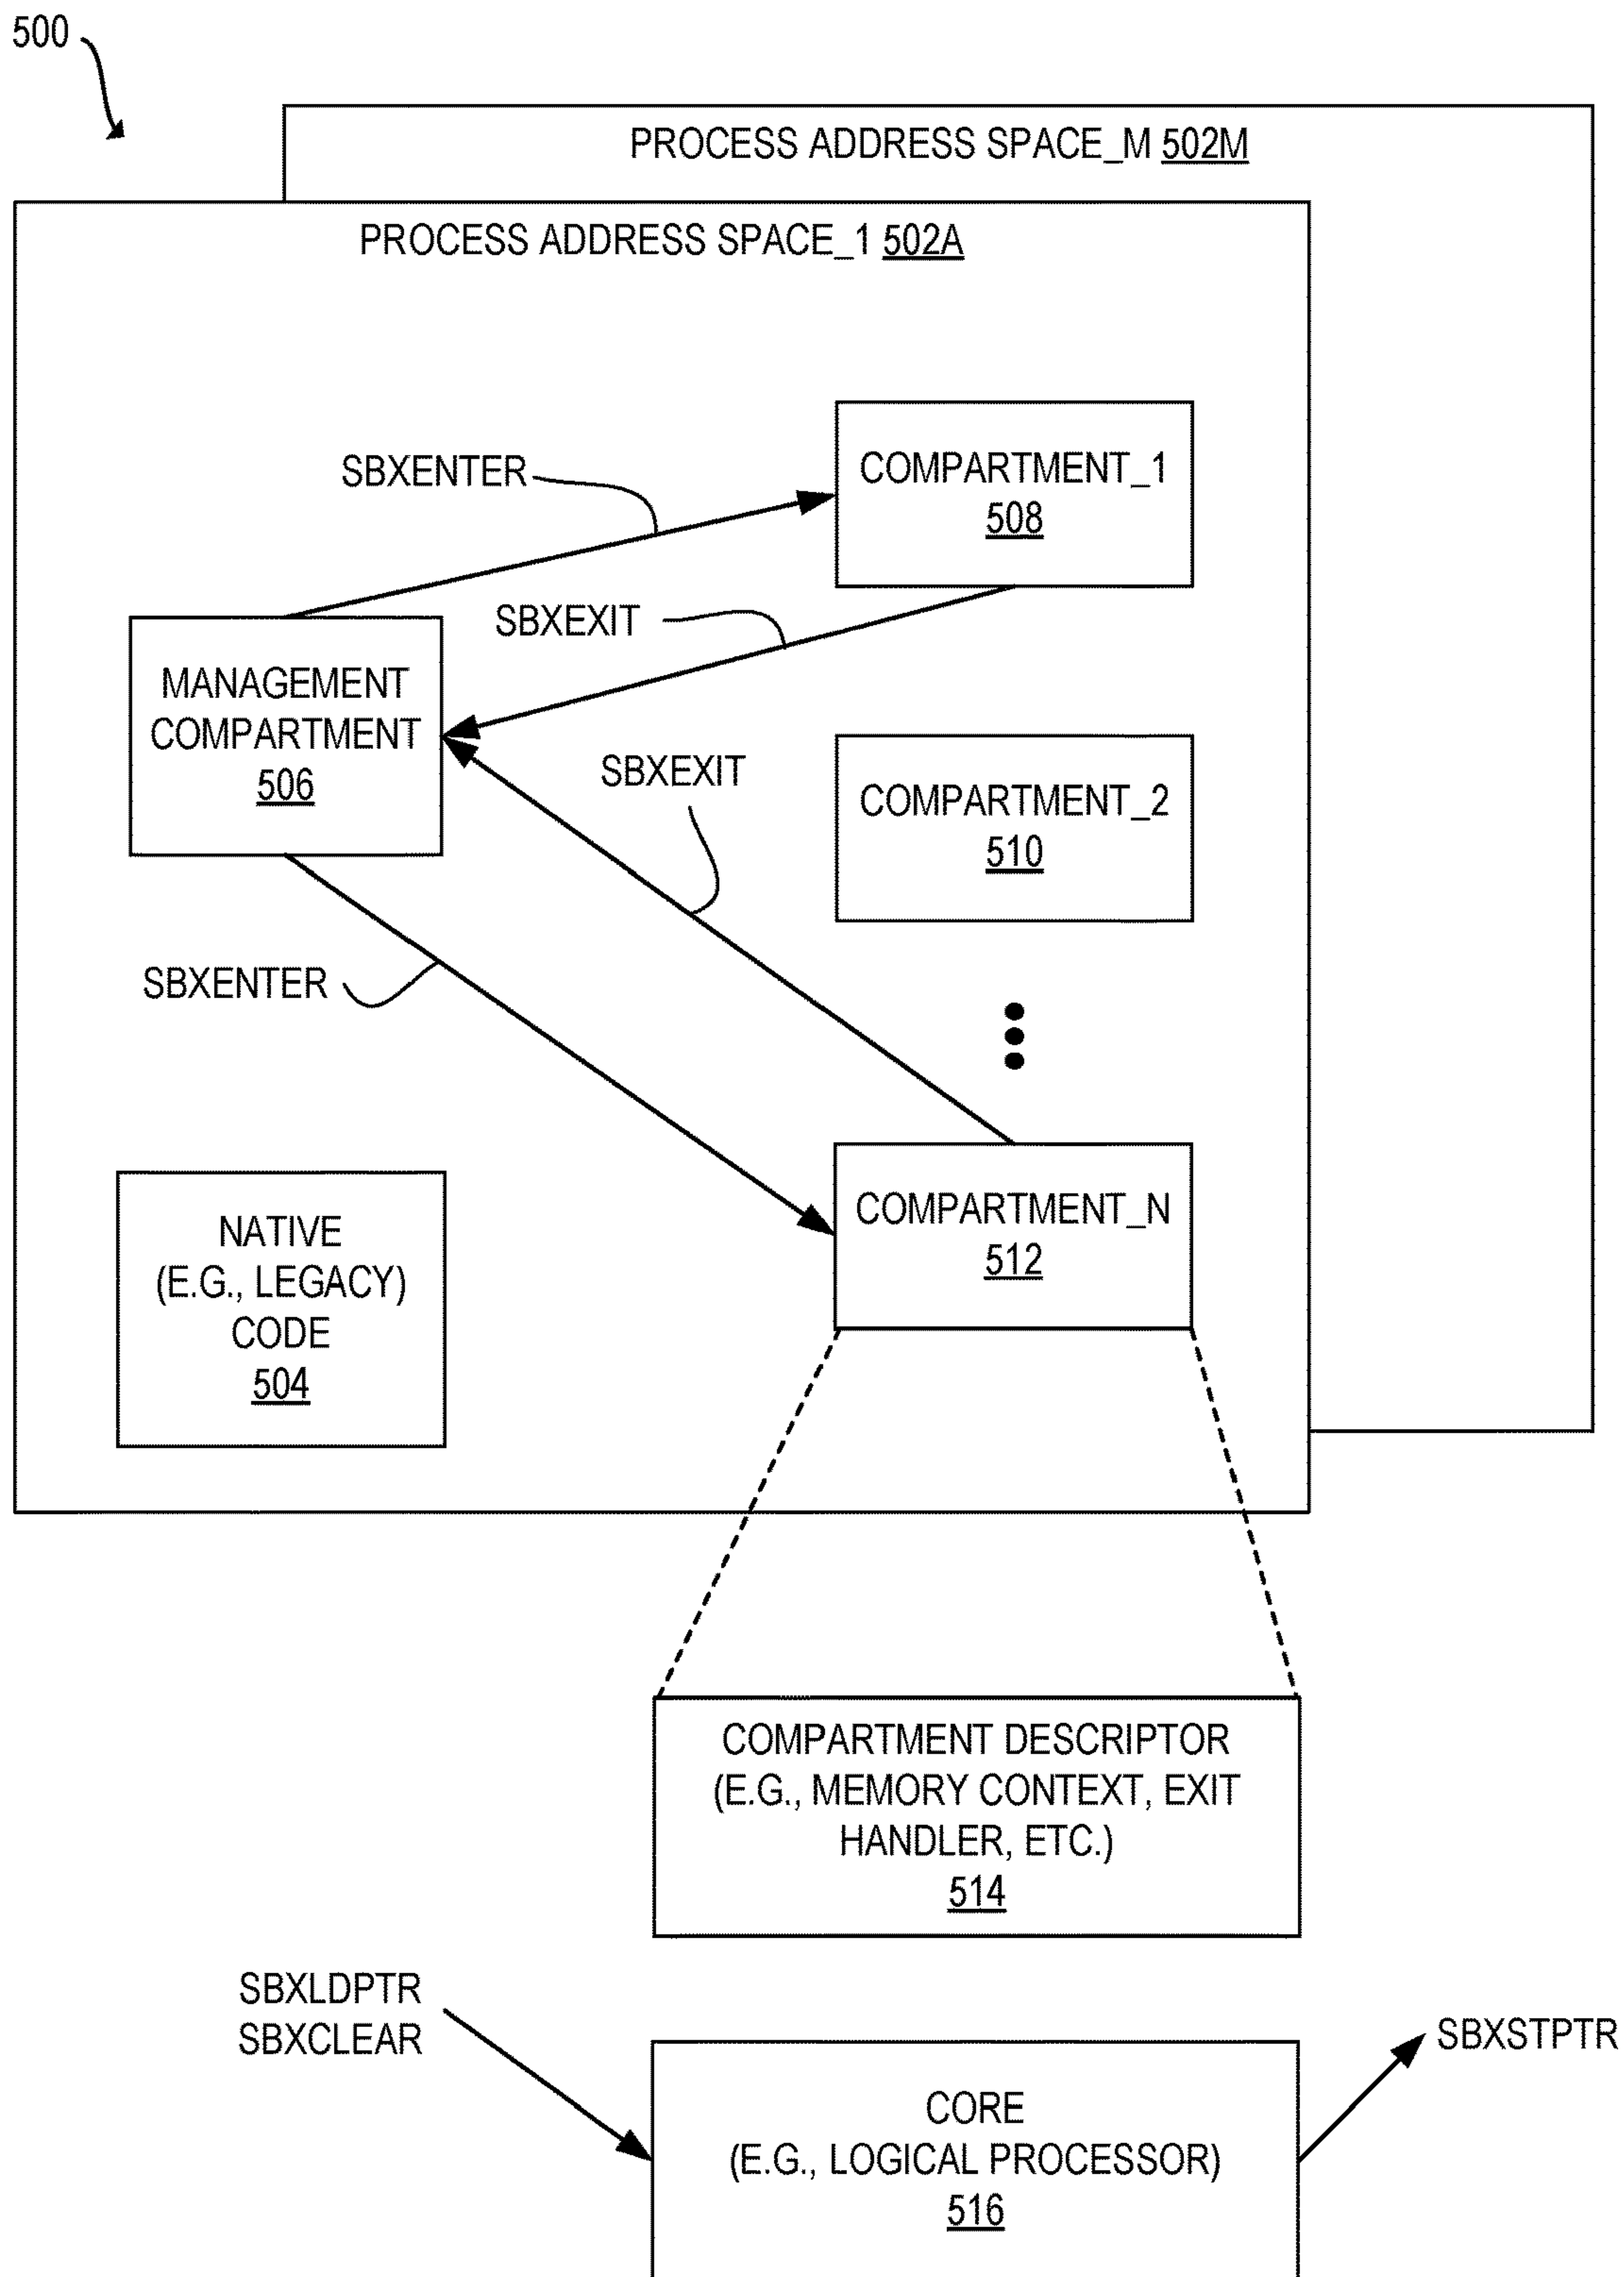 500
PROCESS ADDRESS SPACE_M 502M
PROCESS ADDRESS SPACE_1 502A
SBXENTER
COMPARTMENT_1
508
SBXEXIT
MANAGEMENT
COMPARTMENT
506
SBXEXIT
COMPARTMENT_2
510
SBXENTER
NATIVE
(E.G., LEGACY)
CODE
504
COMPARTMENT_N
512
COMPARTMENT DESCRIPTOR
(E.G., MEMORY CONTEXT, EXIT
HANDLER, ETC.)
514
SBXLDPTR
SBXCLEAR
SBXSTPTR
CORE
(E.G., LOGICAL PROCESSOR)
516